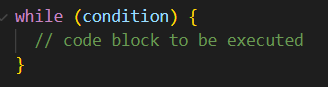 while (condition) {
  // code block to be executed
}